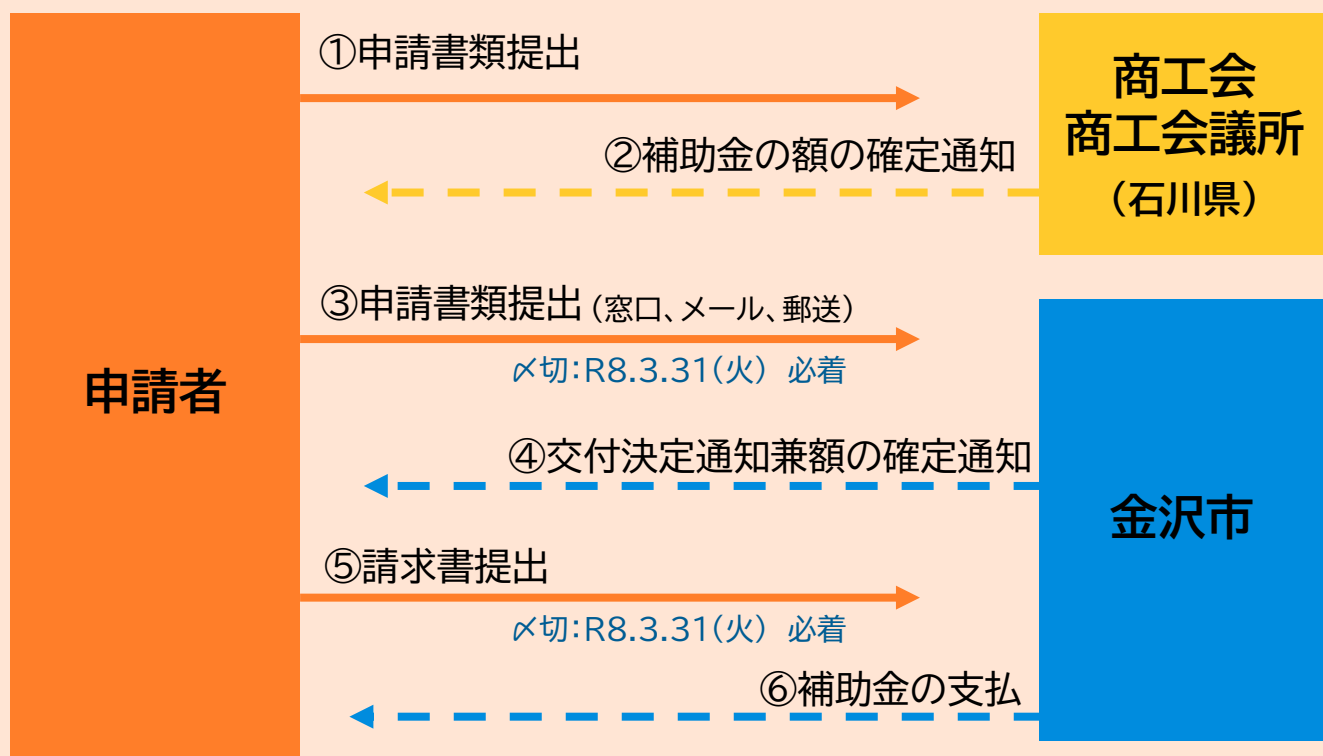 申請者
①申請書類提出
②補助金の額の確定通知
商工会
商工会議所
（石川県）
③申請書類提出（窓口、メール、郵送）
〆切：R8.3.31(火) 必着
④交付決定通知兼額の確定通知
金沢市
⑤請求書提出
〆切：R8.3.31(火) 必着
⑥補助金の支払